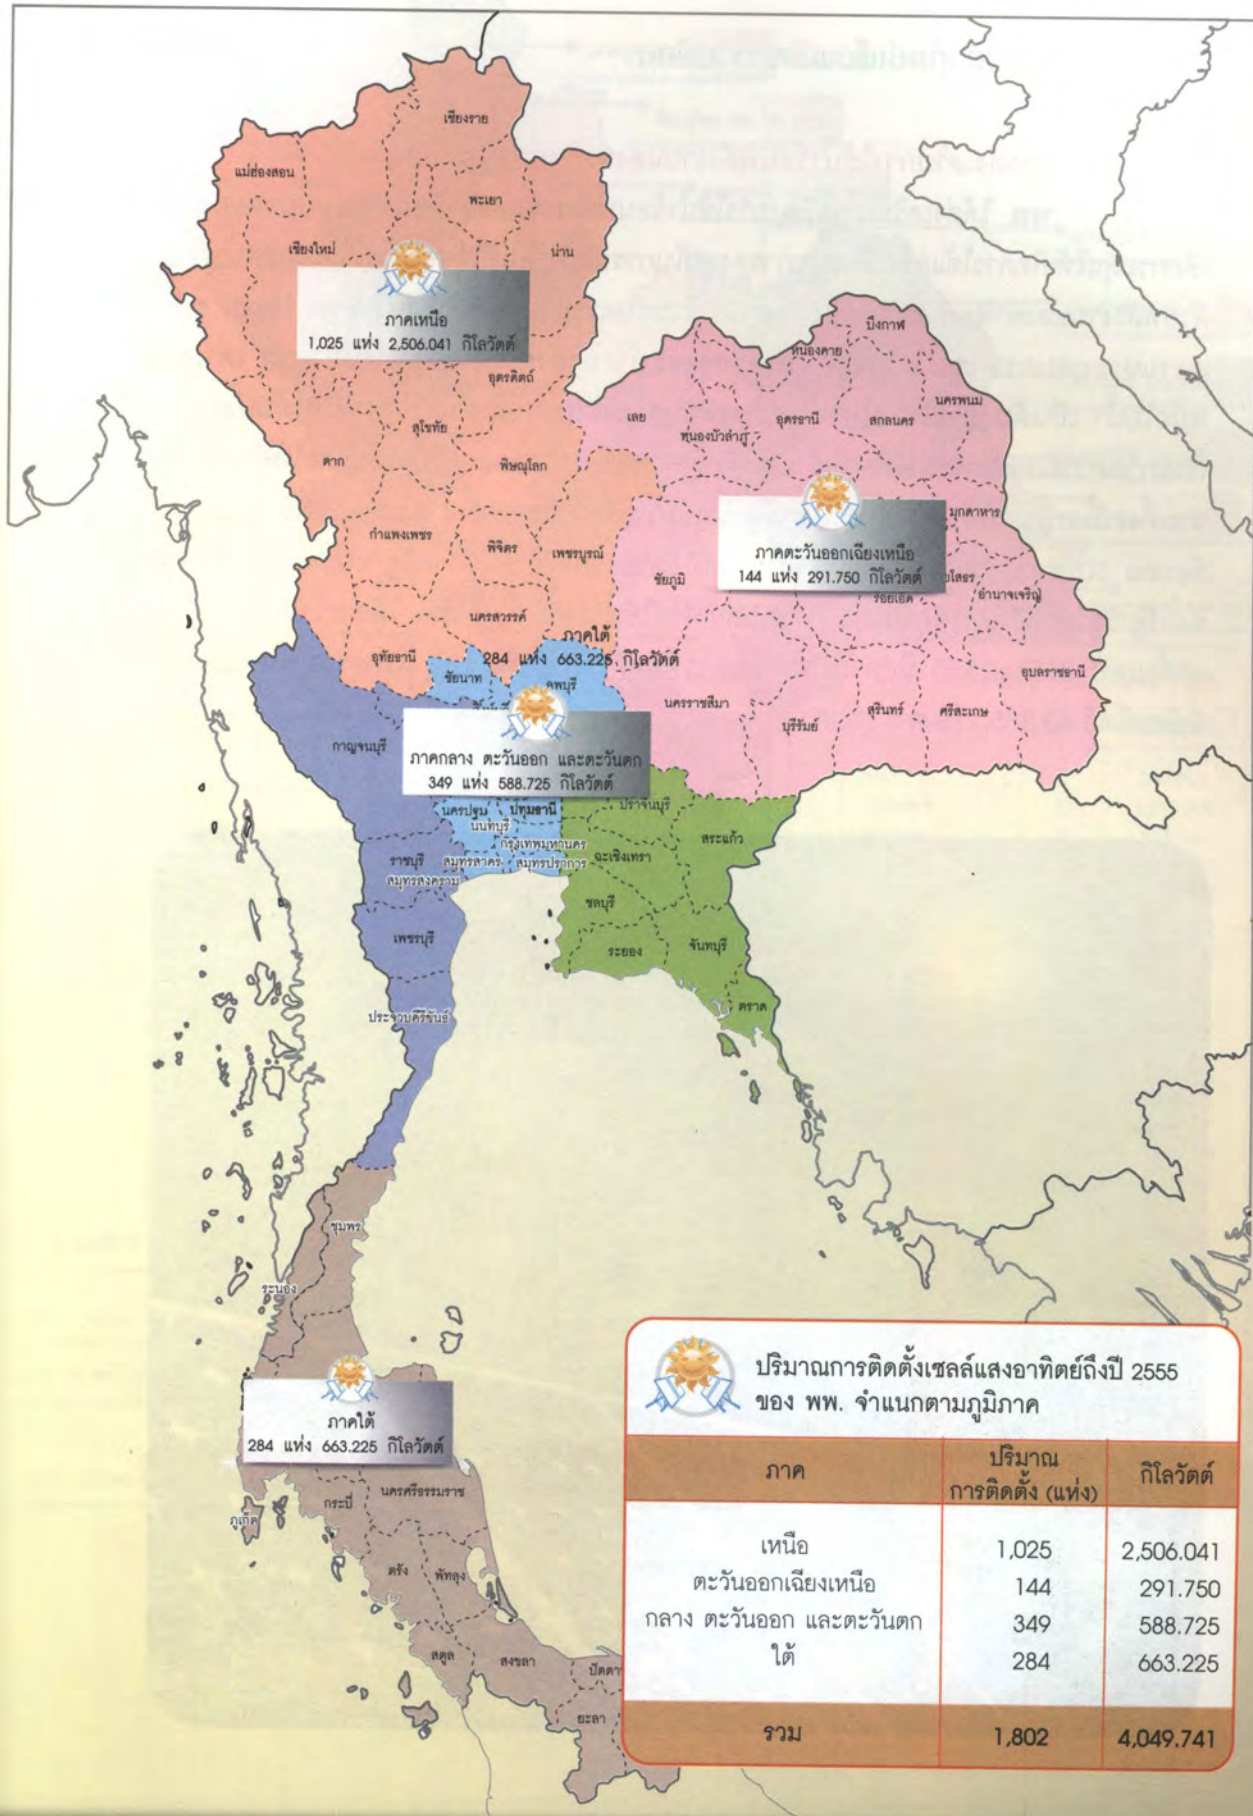 เชียงราย
แม่ฮ่องสอน
พะเยา
เชียงใหม่
น่าน
ภาคเหนือ
1,025 แห่ง 2,506.041 กิโลวัตต์
บึงกาฬ
หนองคาย
อุตรดิตถ์
นครพนม
เลย
อุดรธานี
สกลนคร
สุโขทัย
หนองบัวลำภู
ตาก
พิษณุโลก
มุกดาหาร
กำแพงเพชร
พิจิตร
เพชรบูรณ์
ภาคตะวันออกเฉียงเหนือ
144 แห่ง 291.750 กิโลวัตต์
ชัยภูมิ
ยโสธร
ร้อยเอ็ด
อำนาจเจริญ
นครสวรรค์
ภาคใต้
284 แห่ง 663.225 กิโลวัตต์
อุทัยธานี
ชัยนาท
ลพบุรี
อุบลราชธานี
นครราชสีมา
บุรีรัมย์
สุรินทร์
ศรีสะเกษ
กาญจนบุรี
ภาคกลาง ตะวันออก และตะวันตก
349 แห่ง 588.725 กิโลวัตต์
นครปฐม
ปทุมธานี
ปราจีนบุรี
นนทบุรี
สระแก้ว
กรุงเทพมหานคร
ฉะเชิงเทรา
ราชบุรี
สมุทรสาคร
สมุทรปราการ
สมุทรสงคราม
ชลบุรี
เพชรบุรี
ระยอง
จันทบุรี
ตราด
ประจวบคีรีขันธ์
ชุมพร
ระนอง
ภาคใต้
284 แห่ง 663.225 กิโลวัตต์
นครศรีธรรมราช
กระบี่
ภูเก็ต
ตรัง
พัทลุง
สตูล
สงขลา
ปัตตา
ยะลา
ปริมาณการติดตั้งเซลล์แสงอาทิตย์ถึงปี 2555
ของ พพ. จำแนกตามภูมิภาค
ภาค ปริมาณการติดตั้ง (แห่ง) กิโลวัตต์
เหนือ 1,025 2,506.041
ตะวันออกเฉียงเหนือ 144 291.750
กลาง ตะวันออก และตะวันตก 349 588.725
ใต้ 284 663.225
รวม 1,802 4,049.741